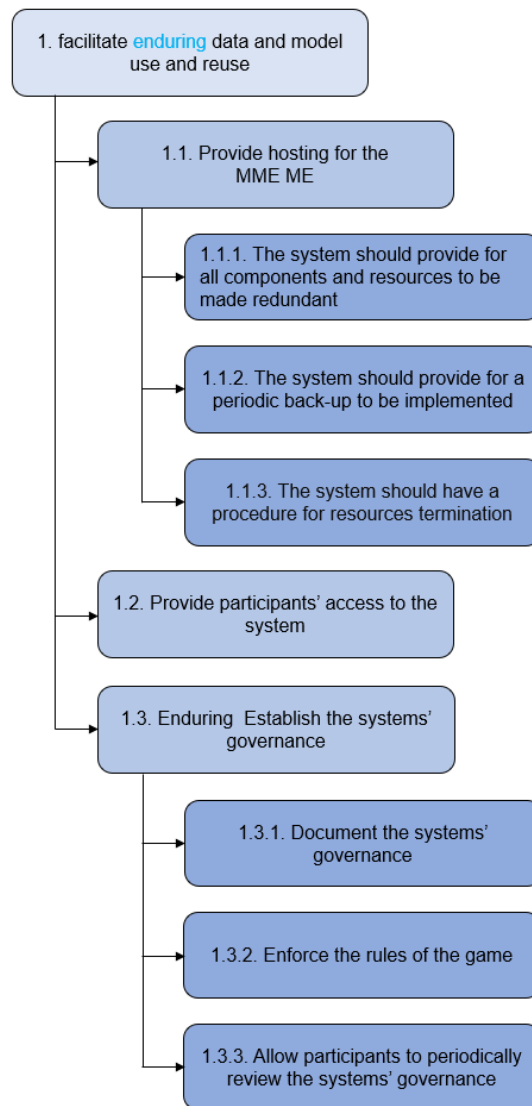 1. facilitate enduring data and model
use and reuse
1.1. Provide hosting for the
MME ME
1.1.1. The system should provide for
all components and resources to be
made redundant
1.1.2. The system should provide for a
periodic back-up to be implemented
1.1.3. The system should have a
procedure for resources termination
1.2. Provide participants’ access to the
system
1.3. Enduring  Establish the systems’
governance
1.3.1. Document the systems’
governance
1.3.2. Enforce the rules of the game
1.3.3. Allow participants to periodically
review the systems’ governance